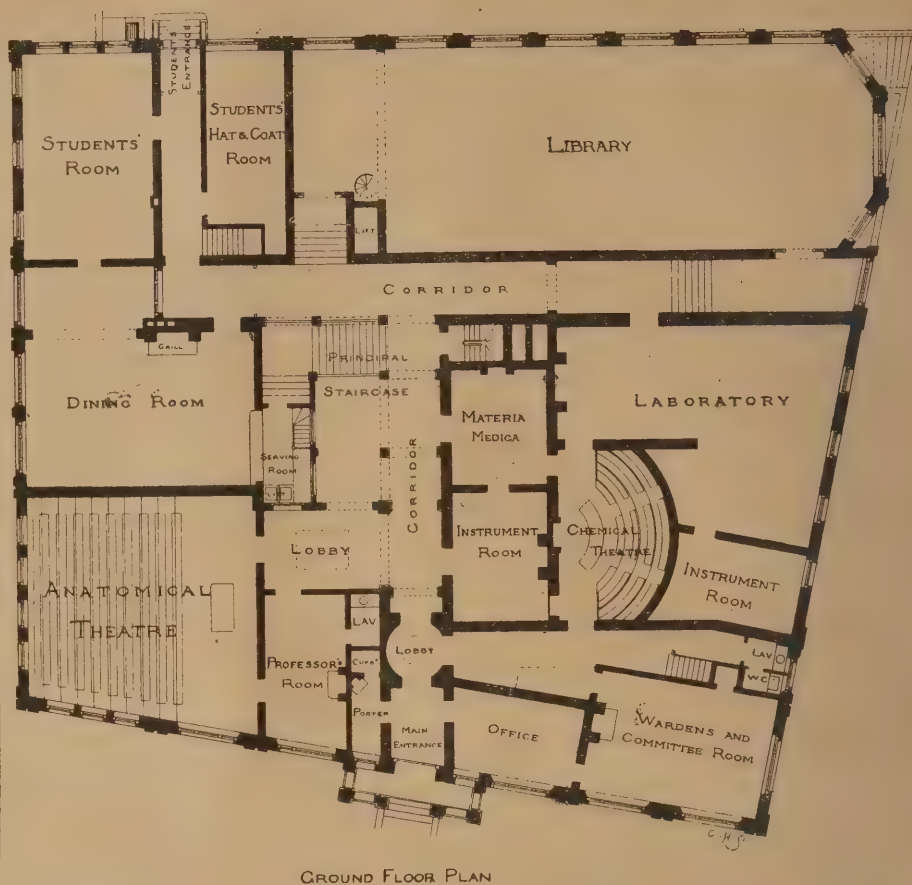 STUDENTS'
ENTRANCE
STUDENTS'
ROOM
STUDENTS'
HAT & COAT
ROOM
LIBRARY
LIFT
CORRIDOR
GRILL
PRINCIPAL
STAIRCASE
DINING ROOM
MATERIA
MEDICA
LABORATORY
SERVING
ROOM
CORRIDOR
LOBBY
INSTRUMENT
ROOM
CHEMICAL
THEATRE
INSTRUMENT
ROOM
ANATOMICAL
THEATRE
LAV
LOBBY
PROFESSOR'S
ROOM
CUPD
LAV
WC
PORTER
MAIN
ENTRANCE
OFFICE
WARDENS AND
COMMITTEE ROOM
GROUND FLOOR PLAN